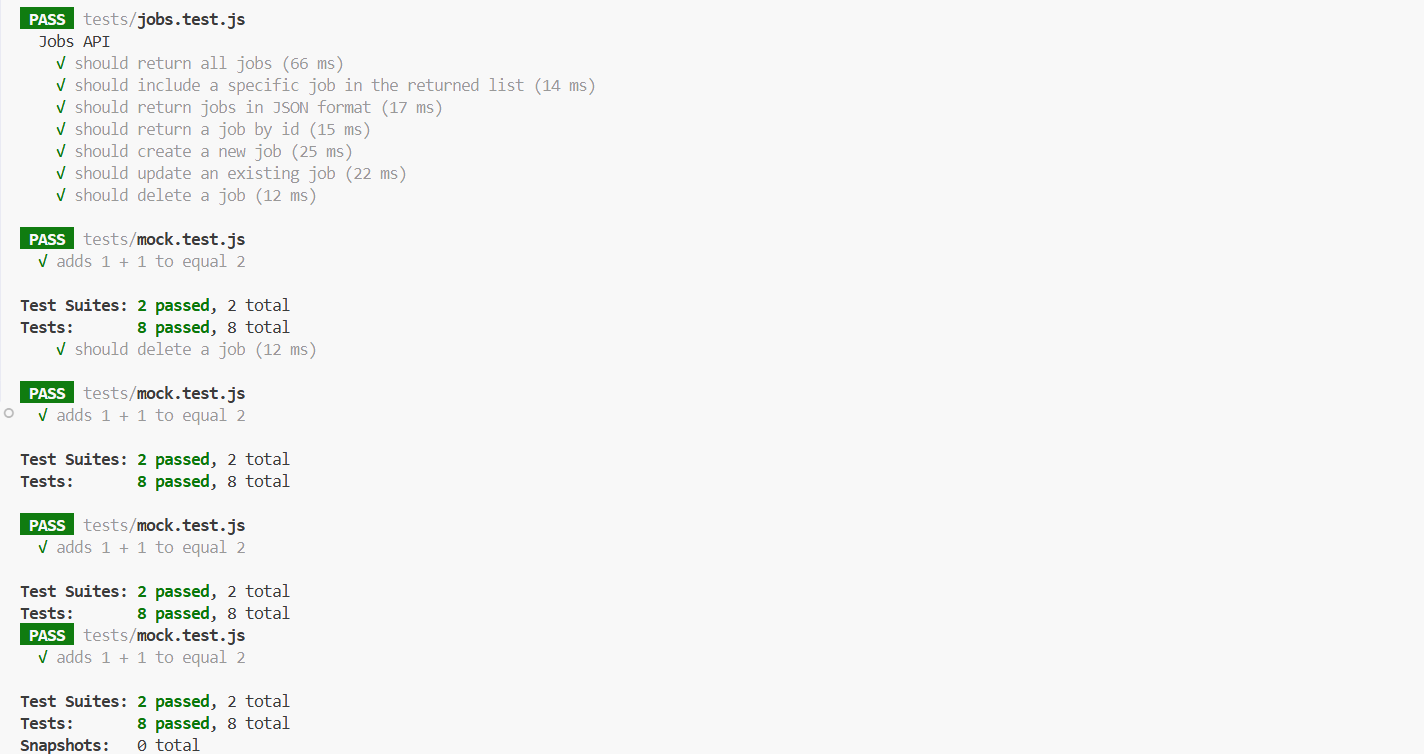 PASS tests/jobs.test.js
Jobs API
√ should return all jobs (66 ms)
√ should include a specific job in the returned list (14 ms)
√ should return jobs in JSON format (17 ms)
√ should return a job by id (15 ms)
√ should create a new job (25 ms)
√ should update an existing job (22 ms)
√ should delete a job (12 ms)
PASS tests/mock.test.js
√ adds 1 + 1 to equal 2
Test Suites: 2 passed, 2 total
Tests: 8 passed, 8 total
√ should delete a job (12 ms)
PASS tests/mock.test.js
√ adds 1 + 1 to equal 2
Test Suites: 2 passed, 2 total
Tests: 8 passed, 8 total
PASS tests/mock.test.js
√ adds 1 + 1 to equal 2
Test Suites: 2 passed, 2 total
Tests: 8 passed, 8 total
PASS tests/mock.test.js
√ adds 1 + 1 to equal 2
Test Suites: 2 passed, 2 total
Tests: 8 passed, 8 total
Snapshots: 0 total